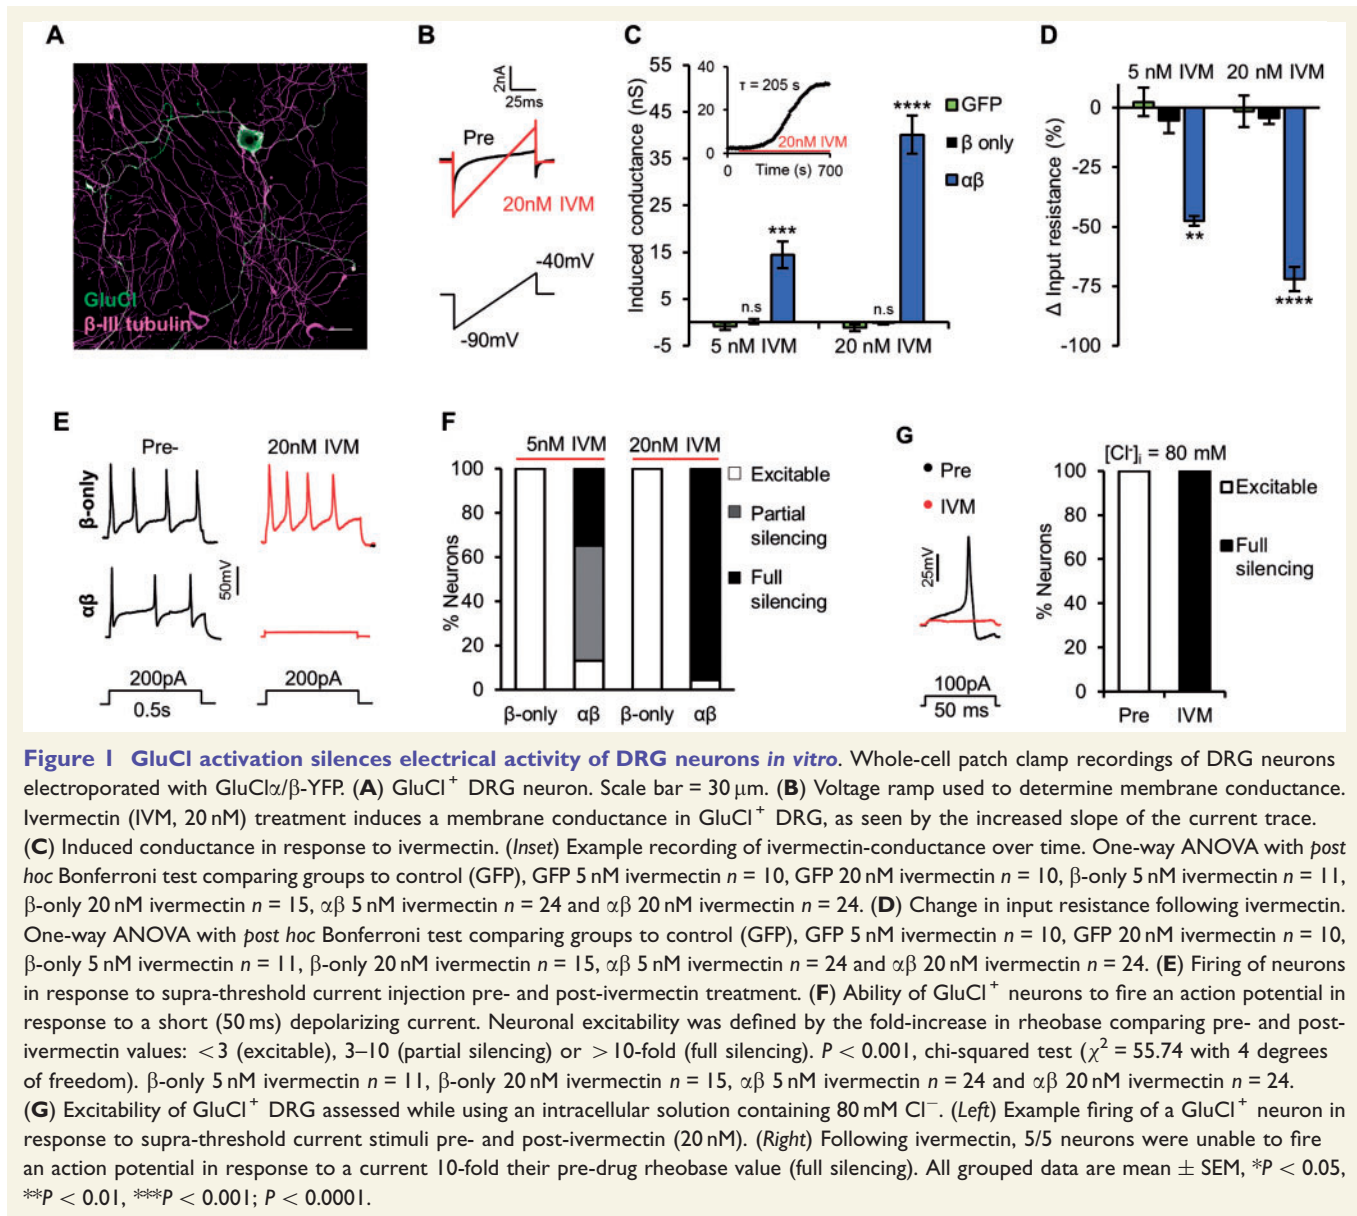 A
GluCl
β-III tubulin
B
2nA
25ms
Pre
20nM IVM
-40mV
-90mV
C
Induced conductance (nS)
55
45
35
25
15
5
-5
40
20
0
τ = 205 s
20nM IVM
0 Time (s) 700
***
****
n.s
n.s
5 nM IVM 20 nM IVM
GFP
β only
αβ
D
5 nM IVM 20 nM IVM
Δ Input resistance (%)
0
-25
-50
-75
-100
**
****
E
Pre- 20nM IVM
β-only
αβ
50mV
200pA 200pA
0.5s
F
5nM IVM 20nM IVM
% Neurons
100
80
60
40
20
0
β-only αβ β-only αβ
Excitable
Partial
silencing
Full
silencing
G
Pre
IVM
25mV
100pA
50 ms
[Cl-]i = 80 mM
% Neurons
100
80
60
40
20
0
Pre IVM
Excitable
Full
silencing
Figure 1 GluCl activation silences electrical activity of DRG neurons in vitro. Whole-cell patch clamp recordings of DRG neurons
electroporated with GluClα/β-YFP. (A) GluCl+ DRG neuron. Scale bar = 30 μm. (B) Voltage ramp used to determine membrane conductance.
Ivermectin (IVM, 20 nM) treatment induces a membrane conductance in GluCl+ DRG, as seen by the increased slope of the current trace.
(C) Induced conductance in response to ivermectin. (Inset) Example recording of ivermectin-conductance over time. One-way ANOVA with post
hoc Bonferroni test comparing groups to control (GFP), GFP 5 nM ivermectin n = 10, GFP 20 nM ivermectin n = 10, β-only 5 nM ivermectin n = 11,
β-only 20 nM ivermectin n = 15, αβ 5 nM ivermectin n = 24 and αβ 20 nM ivermectin n = 24. (D) Change in input resistance following ivermectin.
One-way ANOVA with post hoc Bonferroni test comparing groups to control (GFP), GFP 5 nM ivermectin n = 10, GFP 20 nM ivermectin n = 10,
β-only 5 nM ivermectin n = 11, β-only 20 nM ivermectin n = 15, αβ 5 nM ivermectin n = 24 and αβ 20 nM ivermectin n = 24. (E) Firing of neurons
in response to supra-threshold current injection pre- and post-ivermectin treatment. (F) Ability of GluCl+ neurons to fire an action potential in
response to a short (50 ms) depolarizing current. Neuronal excitability was defined by the fold-increase in rheobase comparing pre- and post-
ivermectin values: <3 (excitable), 3–10 (partial silencing) or >10-fold (full silencing). P < 0.001, chi-squared test (χ2 = 55.74 with 4 degrees
of freedom). β-only 5 nM ivermectin n = 11, β-only 20 nM ivermectin n = 15, αβ 5 nM ivermectin n = 24 and αβ 20 nM ivermectin n = 24.
(G) Excitability of GluCl+ DRG assessed while using an intracellular solution containing 80 mM Cl−. (Left) Example firing of a GluCl+ neuron in
response to supra-threshold current stimuli pre- and post-ivermectin (20 nM). (Right) Following ivermectin, 5/5 neurons were unable to fire
an action potential in response to a current 10-fold their pre-drug rheobase value (full silencing). All grouped data are mean ± SEM, *P < 0.05,
**P < 0.01, ***P < 0.001; P < 0.0001.